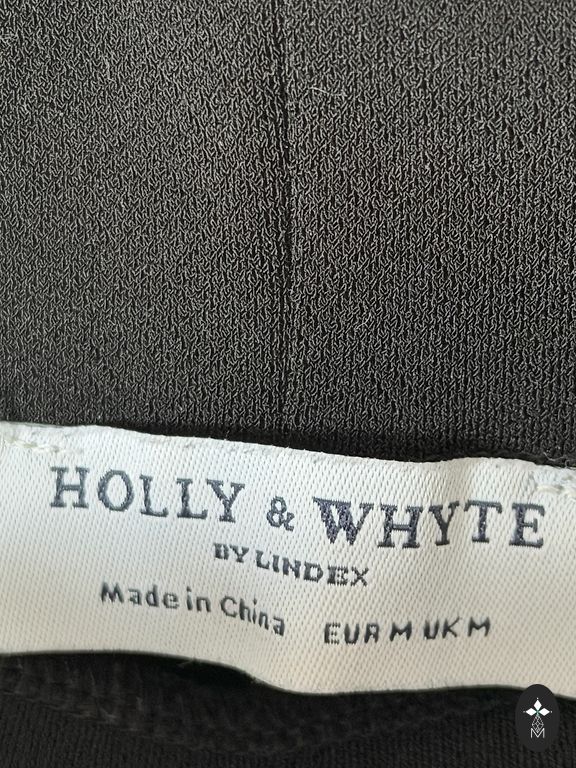 HOLLY & WHYTE
BY LINDEX
Made in China EUR M UK M
M